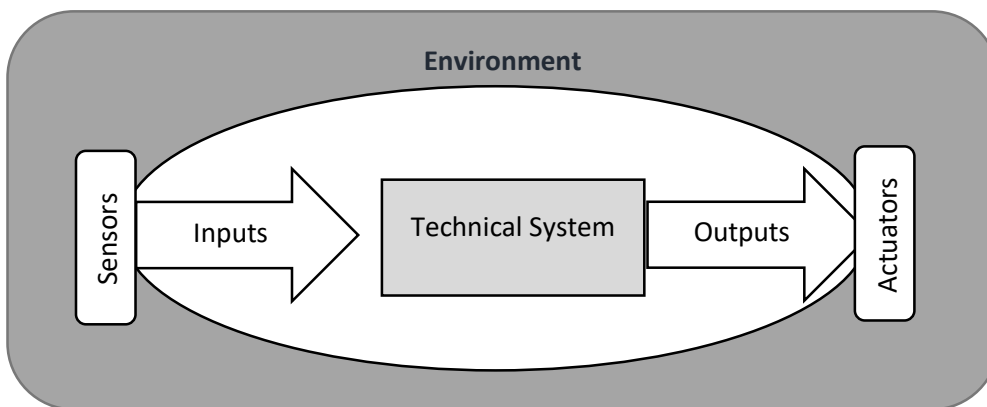 Environment
Sensors
Inputs
Technical System
Outputs
Actuators